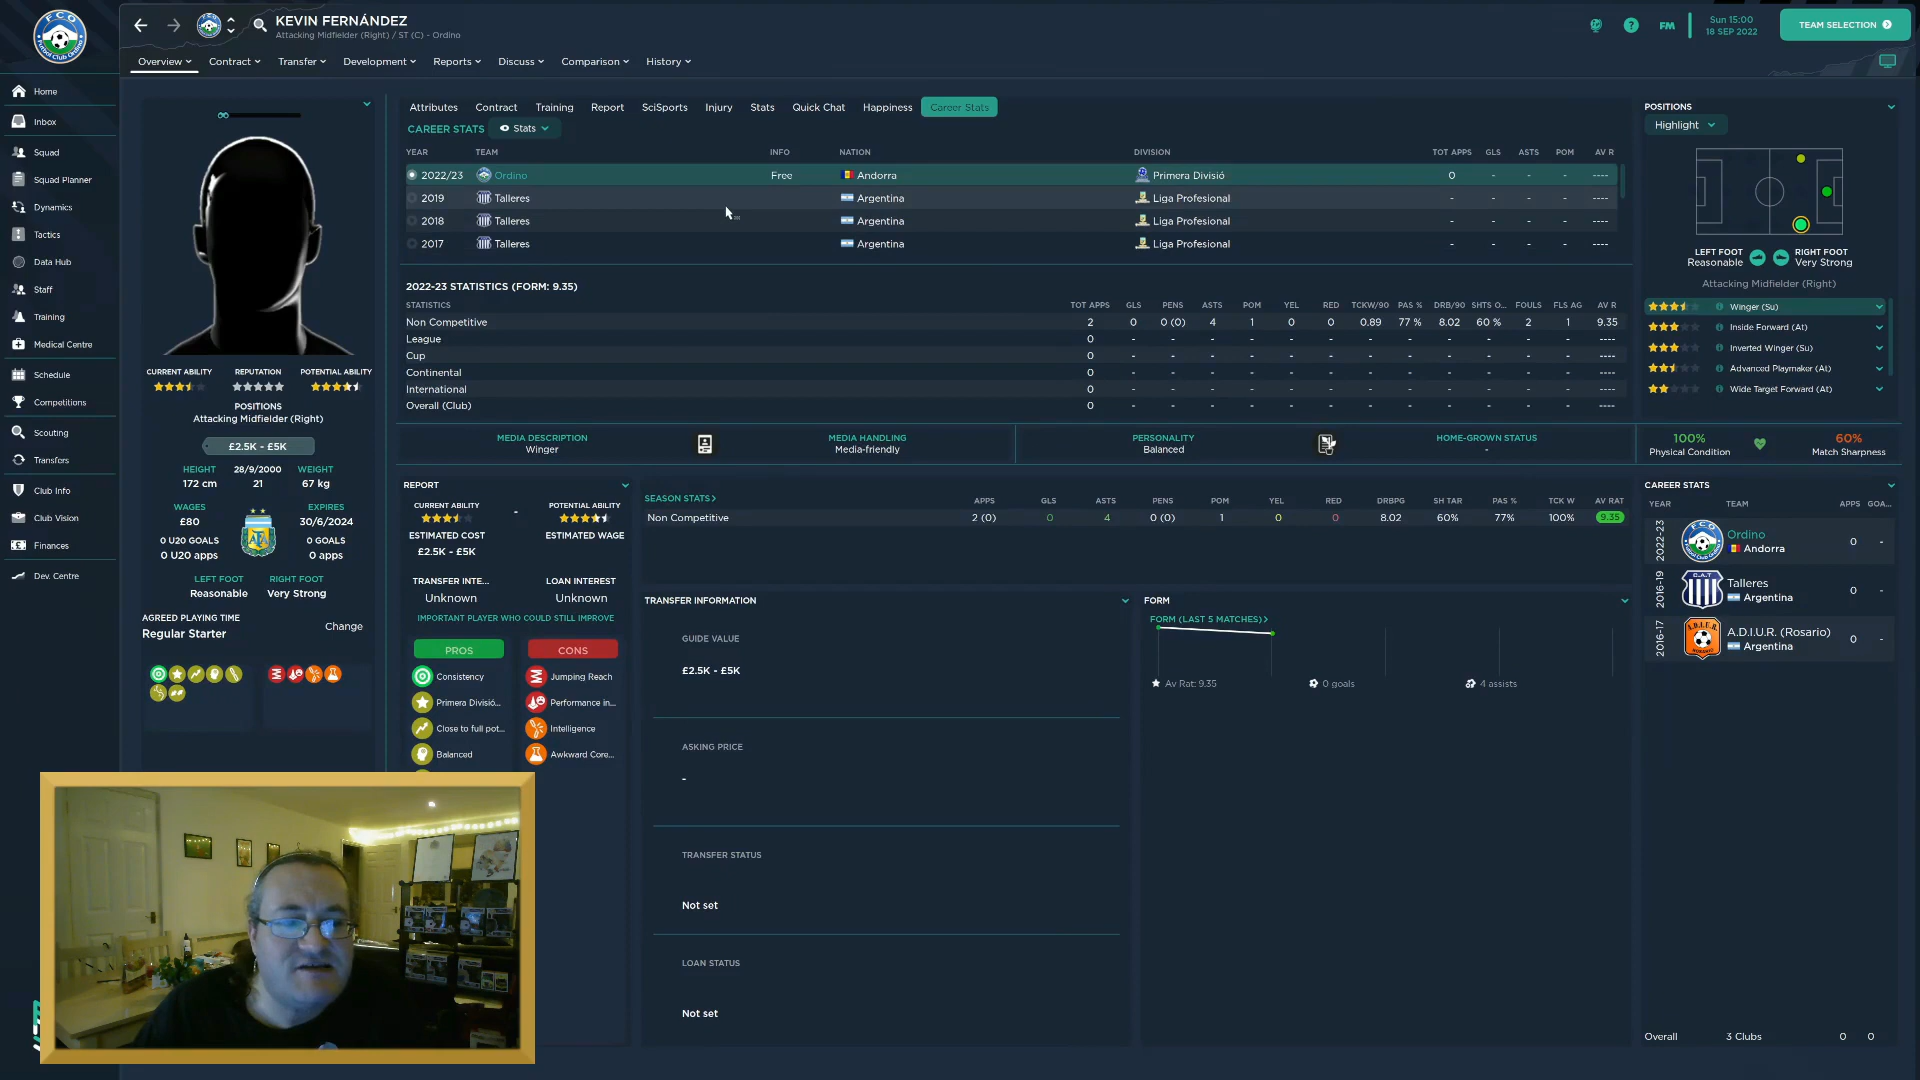 KEVIN FERNÁNDEZ
Attacking Midfielder (Right) / ST (C) - Ordino
FM
Sun 15:00
18 SEP 2022
TEAM SELECTION
Overview Contract Transfer Development Reports Discuss Comparison History
Home
Inbox
Squad
Squad Planner
Dynamics
Tactics
Data Hub
Staff
Training
Medical Centre
Schedule
Competitions
Scouting
Transfers
Club Info
Club Vision
Finances
Dev. Centre
CURRENT ABILITY REPUTATION POTENTIAL ABILITY
POSITIONS
Attacking Midfielder (Right)
£2.5K - £5K
HEIGHT 28/9/2000 WEIGHT
172 cm 21 67 kg
WAGES EXPIRES
£80 30/6/2024
0 U20 GOALS 0 GOALS
0 U20 apps 0 apps
LEFT FOOT RIGHT FOOT
Reasonable Very Strong
AGREED PLAYING TIME
Regular Starter Change
Attributes Contract Training Report SciSports Injury Stats Quick Chat Happiness Career Stats
CAREER STATS Stats
YEAR TEAM INFO NATION DIVISION TOT APPS GLS ASTS POM AV R
2022/23 Ordino Free Andorra Primera Divisió 0 - - - ----
2019 Talleres Argentina Liga Profesional - - - - ----
2018 Talleres Argentina Liga Profesional - - - - ----
2017 Talleres Argentina Liga Profesional - - - - ----
2022-23 STATISTICS (FORM: 9.35)
STATISTICS TOT APPS GLS PENS ASTS POM YEL RED TCKW/90 PAS % DRB/90 SHTS O... FOULS FLS AG AV R
Non Competitive 2 0 0 (0) 4 1 0 0 0.89 77 % 8.02 60 % 2 1 9.35
League 0 - - - - - - - - - - - - ----
Cup 0 - - - - - - - - - - - - ----
Continental 0 - - - - - - - - - - - - ----
International 0 - - - - - - - - - - - - ----
Overall (Club) 0 - - - - - - - - - - - - ----
MEDIA DESCRIPTION
Winger
MEDIA HANDLING
Media-friendly
PERSONALITY
Balanced
HOME-GROWN STATUS
-
REPORT
CURRENT ABILITY - POTENTIAL ABILITY
ESTIMATED COST ESTIMATED WAGE
£2.5K - £5K
TRANSFER INTE... LOAN INTEREST
Unknown Unknown
IMPORTANT PLAYER WHO COULD STILL IMPROVE
PROS CONS
Consistency Jumping Reach
Primera Divisió... Performance in...
Close to full pot... Intelligence
Balanced Awkward Core...
SEASON STATS APPS GLS ASTS PENS POM YEL RED DRBPG SH TAR PAS % TCK W AV RAT
Non Competitive 2 (0) 0 4 0 (0) 1 0 0 8.02 60% 77% 100% 9.35
TRANSFER INFORMATION
GUIDE VALUE
£2.5K - £5K
ASKING PRICE
-
TRANSFER STATUS
Not set
LOAN STATUS
Not set
FORM
FORM (LAST 5 MATCHES)
Av Rat: 9.35 0 goals 4 assists
POSITIONS
Highlight
LEFT FOOT RIGHT FOOT
Reasonable Very Strong
Attacking Midfielder (Right)
Winger (Su)
Inside Forward (At)
Inverted Winger (Su)
Advanced Playmaker (At)
Wide Target Forward (At)
100% 60%
Physical Condition Match Sharpness
CAREER STATS
YEAR TEAM APPS GOA...
2022-23 Ordino Andorra 0 -
2016-19 Talleres Argentina 0 -
2016-17 A.D.I.U.R. (Rosario) Argentina 0 -
Overall 3 Clubs 0 0